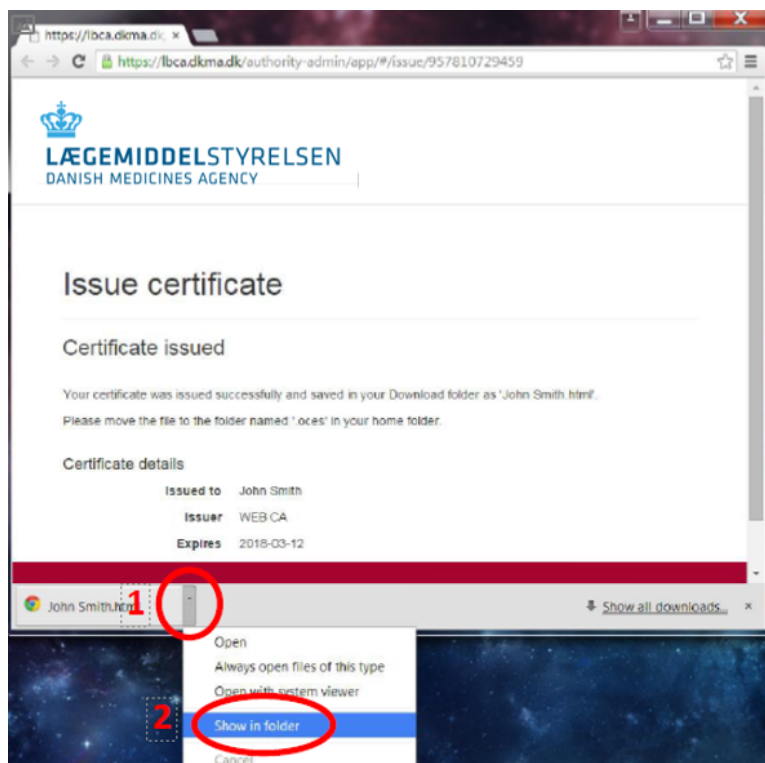 https://lbca.dkma.dk,
https://lbca.dkma.dk/authority-admin/app/#/issue/957810729459
LÆGEMIDDELSTYRELSEN
DANISH MEDICINES AGENCY
Issue certificate
Certificate issued
Your certificate was issued successfully and saved in your Download folder as 'John Smith.html'.
Please move the file to the folder named '.oces' in your home folder.
Certificate details
Issued to John Smith
Issuer WEB CA
Expires 2018-03-12
John Smith.htm 1
Show all downloads...
Open
Always open files of this type
Open with system viewer
2 Show in folder
Cancel